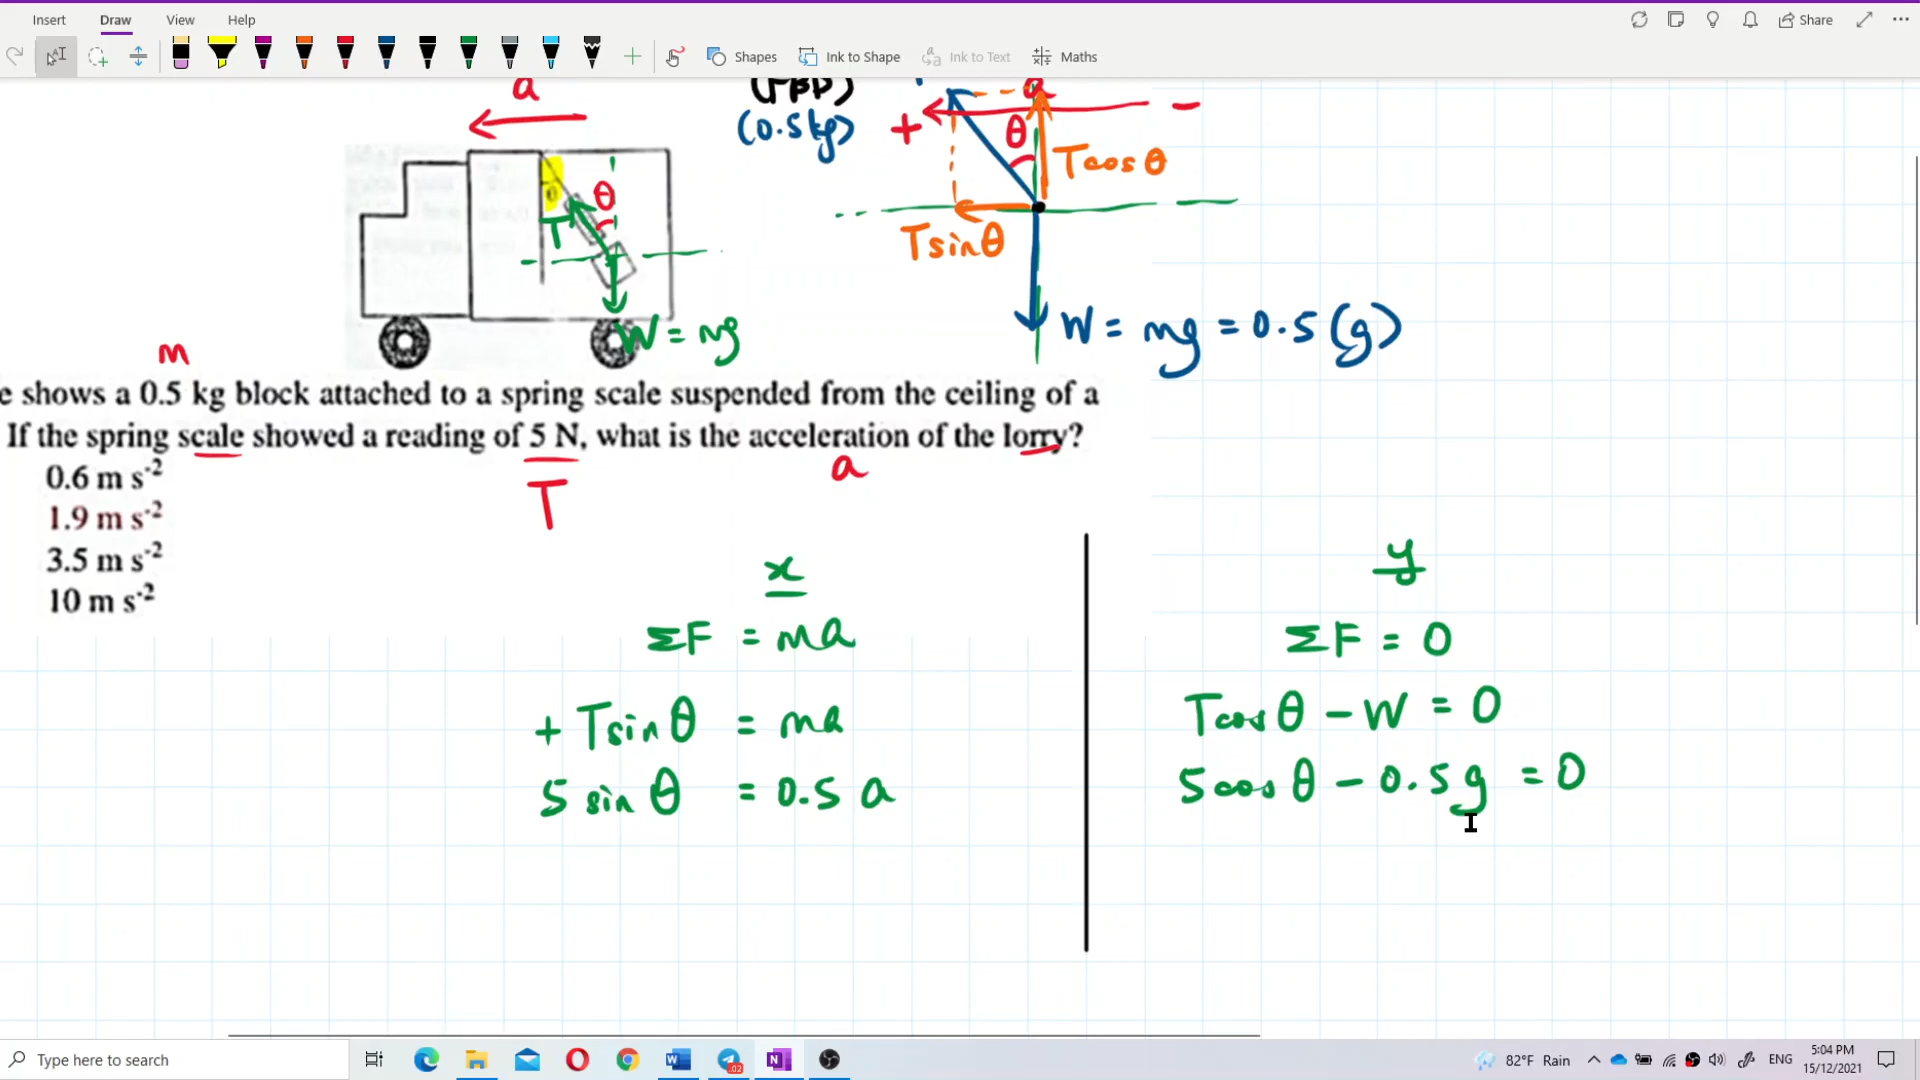 Insert Draw View Help
Share
Shapes Ink to Shape Ink to Text Maths
a
(FBD)
(0.5kg)
+
a
-
θ
Tcosθ
Tsinθ
θ
θ
T
W = mg
W = mg = 0.5 (g)
m
e shows a 0.5 kg block attached to a spring scale suspended from the ceiling of a
If the spring scale showed a reading of 5 N, what is the acceleration of the lorry?
T
a
0.6 m s⁻²
1.9 m s⁻²
3.5 m s⁻²
10 m s⁻²
x
ΣF = ma
+ Tsinθ = ma
5 sin θ = 0.5 a
y
ΣF = 0
Tcosθ - W = 0
5cosθ - 0.5g = 0
Type here to search
.02
82°F Rain
ENG
5:04 PM
15/12/2021